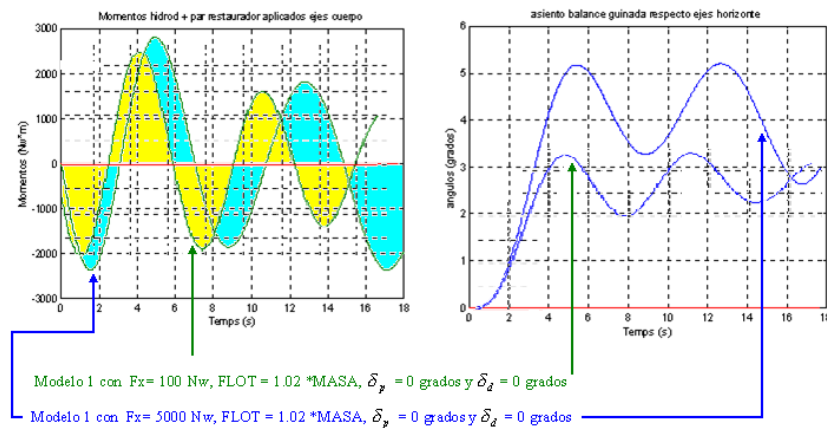 Momentos hidrod + par restaurador aplicados ejes cuerpo
3000
2000
1000
0
-1000
-2000
-3000
Momentos (Nw*m)
0 2 4 6 8 10 12 14 16 18
Temps (s)
asiento balance guinada respecto ejes horizonte
6
5
4
3
2
1
0
angulos (grados)
0 2 4 6 8 10 12 14 16 18
Temps (s)
Modelo 1 con Fx= 100 Nw, FLOT = 1.02 *MASA, δp = 0 grados y δd = 0 grados
Modelo 1 con Fx= 5000 Nw, FLOT = 1.02 *MASA, δp = 0 grados y δd = 0 grados